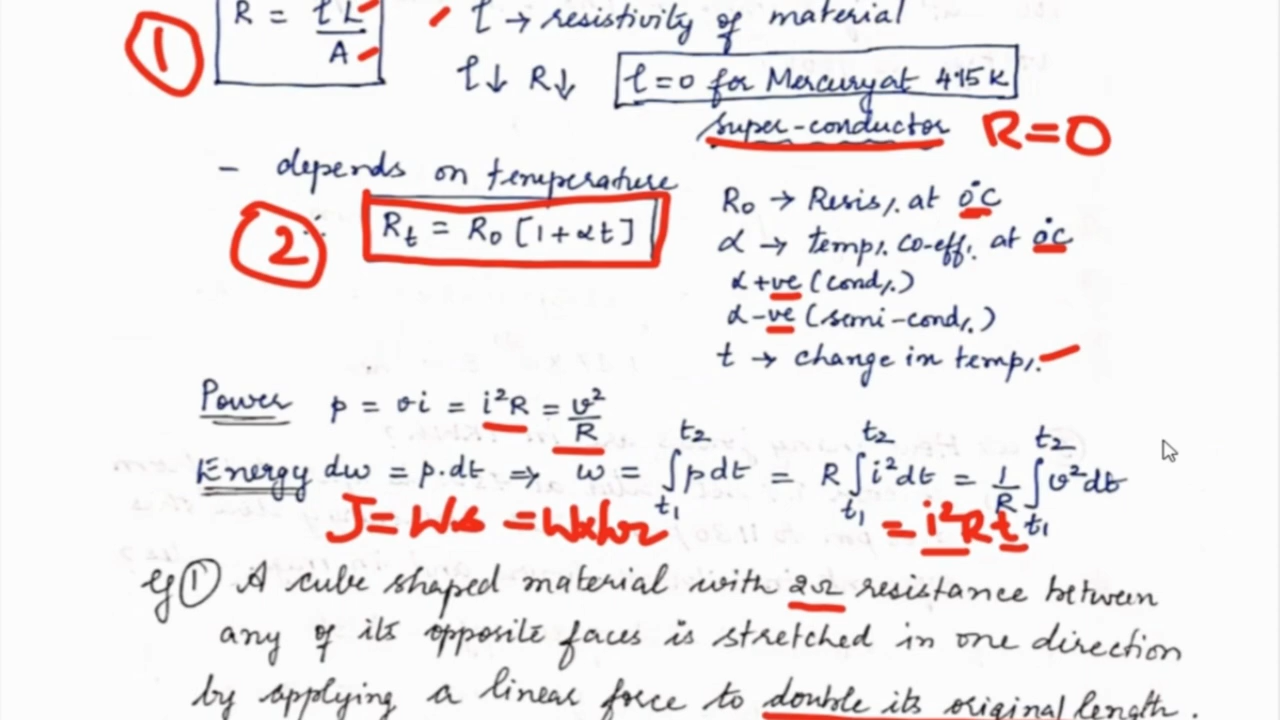 ① R = ρL / A ρ → resistivity of material
ρ↓ R↓ ρ = 0 for Mercury at 4.15 K
super-conductor R = 0
- depends on temperature
② ∴ Rt = R0 [1+αt]
R0 → Resis/. at 0°C
α → temp/. co-eff. at 0°C
α +ve (cond/.)
α -ve (semi-cond/.)
t → change in temp/.
Power p = vi = i²R = v²/R
Energy dw = p.dt ⇒ w = ∫t1^t2 p dt = R ∫t1^t2 i² dt = 1/R ∫t1^t2 v² dt
J = W.s = Wxhr = i²Rt
eg ① A cube shaped material with 2Ω resistance between
any of its opposite faces is stretched in one direction
by applying a linear force to double its original length.